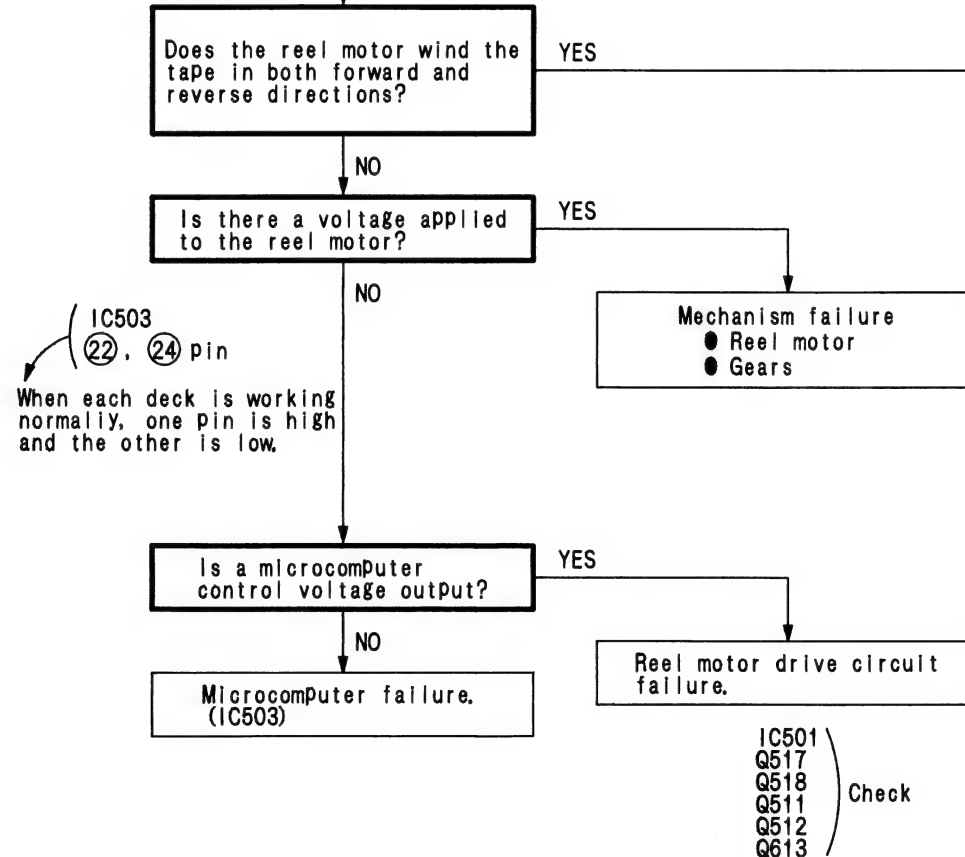 Does the reel motor wind the
tape in both forward and
reverse directions?
YES
NO
Is there a voltage applied
to the reel motor?
YES
NO
IC503
22, 24 pin
When each deck is working
normaliy, one pin is high
and the other is low.
Mechanism failure
● Reel motor
● Gears
Is a microcomputer
control voltage output?
YES
NO
Microcomputer failure.
(IC503)
Reel motor drive circuit
failure.
IC501
Q517
Q518
Q511
Q512
Q613
Check